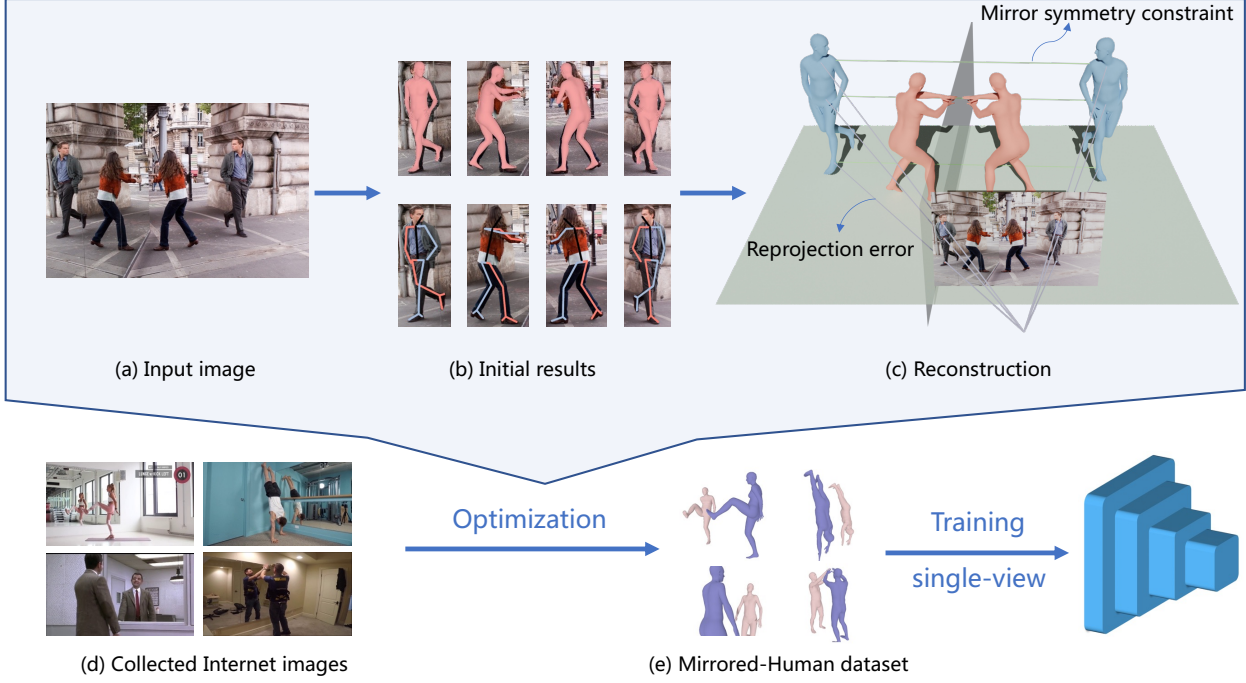 Mirror symmetry constraint
Reprojection error
(a) Input image
(b) Initial results
(c) Reconstruction
01
Optimization
Training
single-view
(d) Collected Internet images
(e) Mirrored-Human dataset